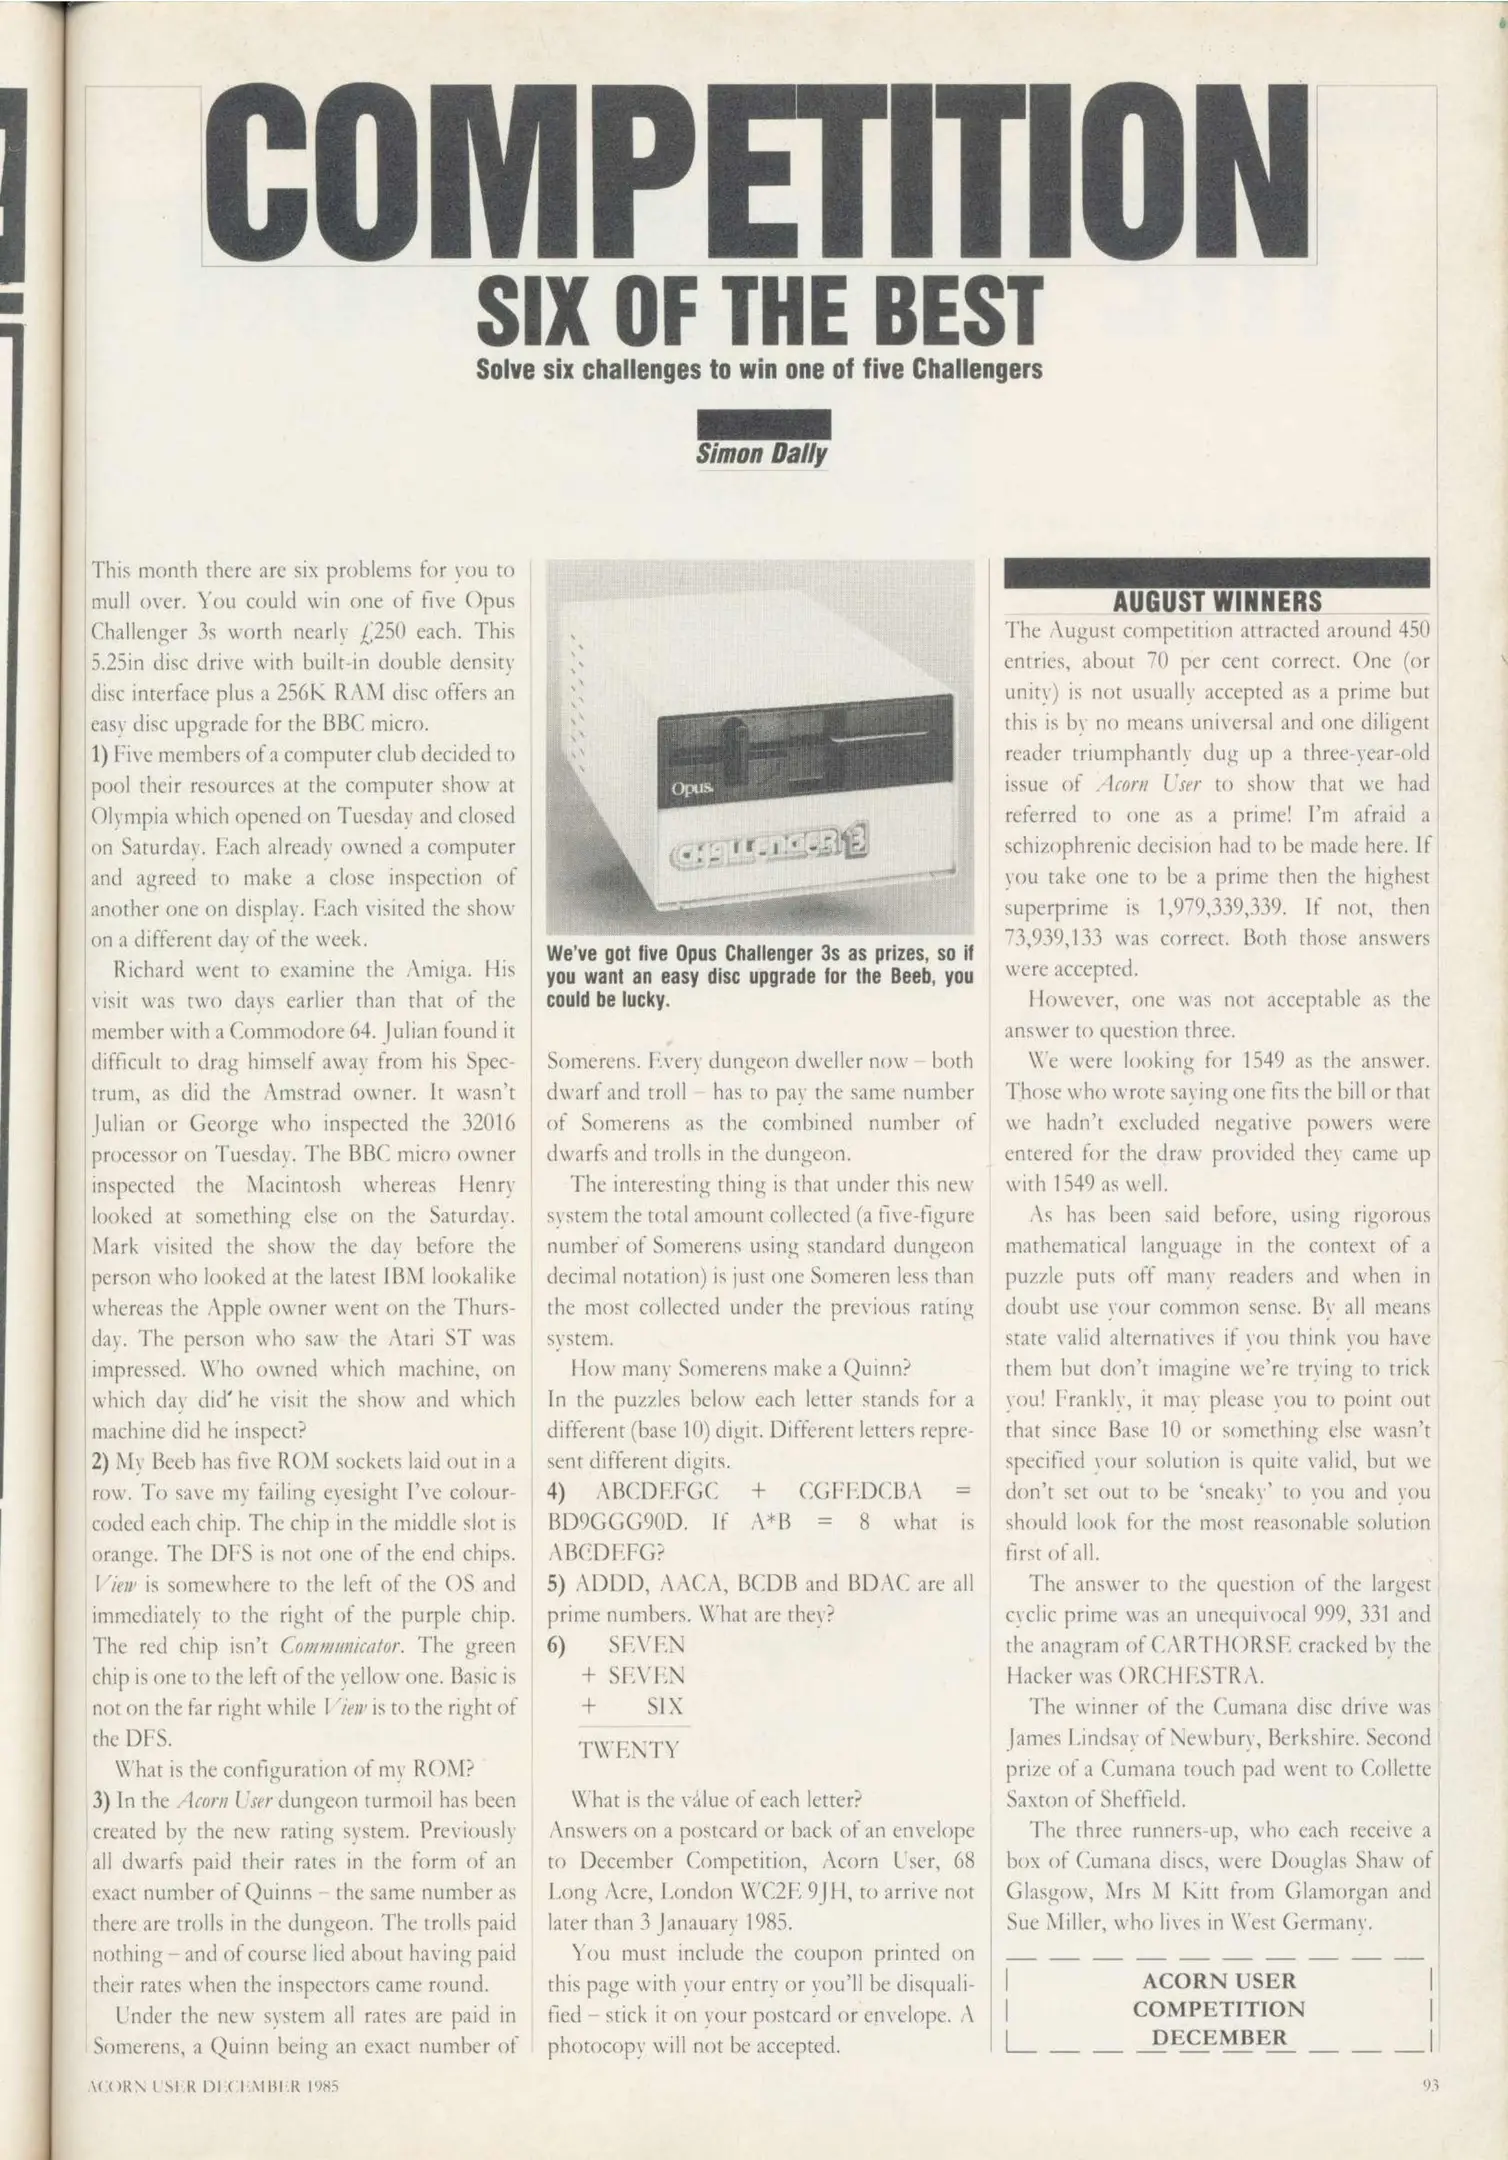 COMPETITION
SIX OF THE BEST
Solve six challenges to win one of five Challengers
Simon Dally
This month there are six problems for you to
mull over. You could win one of five Opus
Challenger 3s worth nearly £250 each. This
5.25in disc drive with built-in double density
disc interface plus a 256K RAM disc offers an
easy disc upgrade for the BBC micro.
1) Five members of a computer club decided to
pool their resources at the computer show at
Olympia which opened on Tuesday and closed
on Saturday. Each already owned a computer
and agreed to make a close inspection of
another one on display. Each visited the show
on a different day of the week.
Richard went to examine the Amiga. His
visit was two days earlier than that of the
member with a Commodore 64. Julian found it
difficult to drag himself away from his Spec-
trum, as did the Amstrad owner. It wasn't
Julian or George who inspected the 32016
processor on Tuesday. The BBC micro owner
inspected the Macintosh whereas Henry
looked at something else on the Saturday.
Mark visited the show the day before the
person who looked at the latest IBM lookalike
whereas the Apple owner went on the Thurs-
day. The person who saw the Atari ST was
impressed. Who owned which machine, on
which day did he visit the show and which
machine did he inspect?
2) My Beeb has five ROM sockets laid out in a
row. To save my failing eyesight I've colour-
coded each chip. The chip in the middle slot is
orange. The DFS is not one of the end chips.
View is somewhere to the left of the OS and
immediately to the right of the purple chip.
The red chip isn't Communicator. The green
chip is one to the left of the yellow one. Basic is
not on the far right while View is to the right of
the DFS.
What is the configuration of my ROM?
3) In the Acorn User dungeon turmoil has been
created by the new rating system. Previously
all dwarfs paid their rates in the form of an
exact number of Quinns – the same number as
there are trolls in the dungeon. The trolls paid
nothing – and of course lied about having paid
their rates when the inspectors came round.
Under the new system all rates are paid in
Somerens, a Quinn being an exact number of
Opus.
CHALLENGER 3
We've got five Opus Challenger 3s as prizes, so if
you want an easy disc upgrade for the Beeb, you
could be lucky.
Somerens. Every dungeon dweller now – both
dwarf and troll – has to pay the same number
of Somerens as the combined number of
dwarfs and trolls in the dungeon.
The interesting thing is that under this new
system the total amount collected (a five-figure
number of Somerens using standard dungeon
decimal notation) is just one Someren less than
the most collected under the previous rating
system.
How many Somerens make a Quinn?
In the puzzles below each letter stands for a
different (base 10) digit. Different letters repre-
sent different digits.
4) ABCDEFGC + CGFEDCBA =
BD9GGG90D. If A*B = 8 what is
ABCDEFG?
5) ADDD, AACA, BCDB and BDAC are all
prime numbers. What are they?
6) SEVEN
+ SEVEN
+ SIX
TWENTY
What is the value of each letter?
Answers on a postcard or back of an envelope
to December Competition, Acorn User, 68
Long Acre, London WC2E 9JH, to arrive not
later than 3 Janauary 1985.
You must include the coupon printed on
this page with your entry or you'll be disquali-
fied – stick it on your postcard or envelope. A
photocopy will not be accepted.
AUGUST WINNERS
The August competition attracted around 450
entries, about 70 per cent correct. One (or
unity) is not usually accepted as a prime but
this is by no means universal and one diligent
reader triumphantly dug up a three-year-old
issue of Acorn User to show that we had
referred to one as a prime! I'm afraid a
schizophrenic decision had to be made here. If
you take one to be a prime then the highest
superprime is 1,979,339,339. If not, then
73,939,133 was correct. Both those answers
were accepted.
However, one was not acceptable as the
answer to question three.
We were looking for 1549 as the answer.
Those who wrote saying one fits the bill or that
we hadn't excluded negative powers were
entered for the draw provided they came up
with 1549 as well.
As has been said before, using rigorous
mathematical language in the context of a
puzzle puts off many readers and when in
doubt use your common sense. By all means
state valid alternatives if you think you have
them but don't imagine we're trying to trick
you! Frankly, it may please you to point out
that since Base 10 or something else wasn't
specified your solution is quite valid, but we
don't set out to be 'sneaky' to you and you
should look for the most reasonable solution
first of all.
The answer to the question of the largest
cyclic prime was an unequivocal 999, 331 and
the anagram of CARTHORSE cracked by the
Hacker was ORCHESTRA.
The winner of the Cumana disc drive was
James Lindsay of Newbury, Berkshire. Second
prize of a Cumana touch pad went to Collette
Saxton of Sheffield.
The three runners-up, who each receive a
box of Cumana discs, were Douglas Shaw of
Glasgow, Mrs M Kitt from Glamorgan and
Sue Miller, who lives in West Germany.
ACORN USER
COMPETITION
DECEMBER
ACORN USER DECEMBER 1985
93